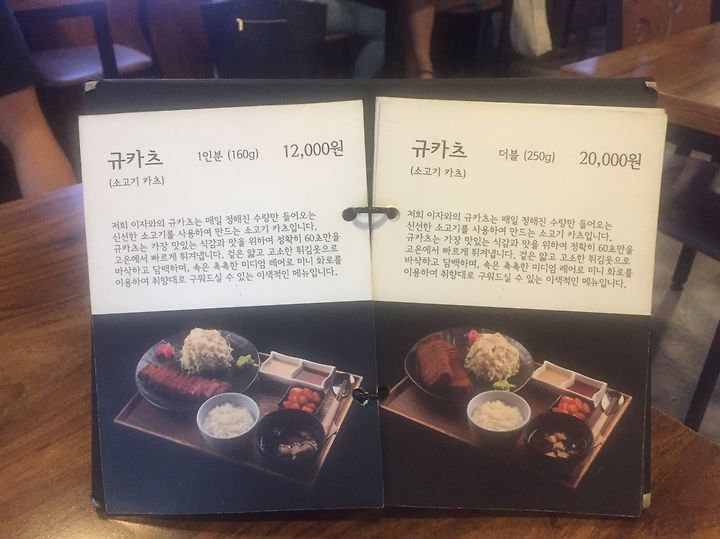 규카츠 1인분 (160g) 12,000원
(소고기 카츠)
저희 이자와의 규카츠는 매일 정해진 수량만 들어오는
신선한 소고기를 사용하여 만드는 소고기 카츠입니다.
규카츠는 가장 맛있는 식감과 맛을 위하여 정확히 60초만을
고온에서 빠르게 튀겨냅니다. 겉은 얇고 고소한 튀김옷으로
바삭하고 담백하며, 속은 촉촉한 미디엄 레어로 미니 화로를
이용하여 취향대로 구워드실 수 있는 이색적인 메뉴입니다.
규카츠 더블 (250g) 20,000원
(소고기 카츠)
저희 이자와의 규카츠는 매일 정해진 수량만 들어오는
신선한 소고기를 사용하여 만드는 소고기 카츠입니다.
규카츠는 가장 맛있는 식감과 맛을 위하여 정확히 60초만을
고온에서 빠르게 튀겨냅니다. 겉은 얇고 고소한 튀김옷으로
바삭하고 담백하며, 속은 촉촉한 미디엄 레어로 미니 화로를
이용하여 취향대로 구워드실 수 있는 이색적인 메뉴입니다.